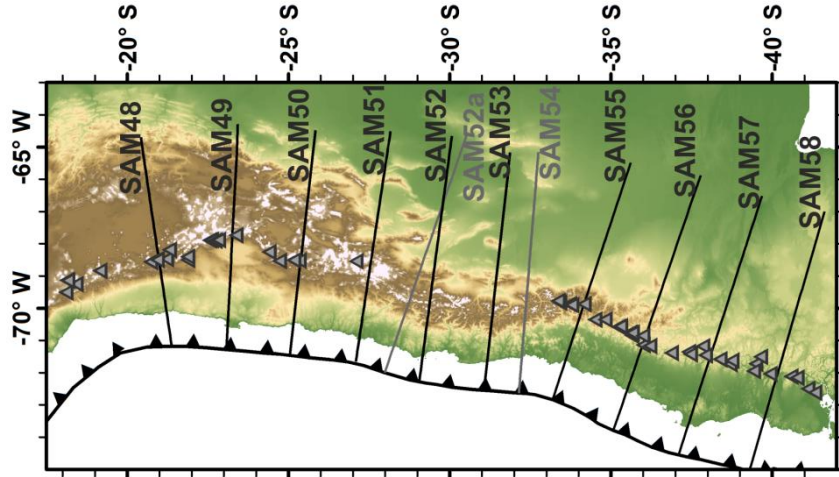 -20° S
-25° S
-30° S
-35° S
-40° S
-65° W
-70° W
SAM48
SAM49
SAM50
SAM51
SAM52
SAM52a
SAM53
SAM54
SAM55
SAM56
SAM57
SAM58